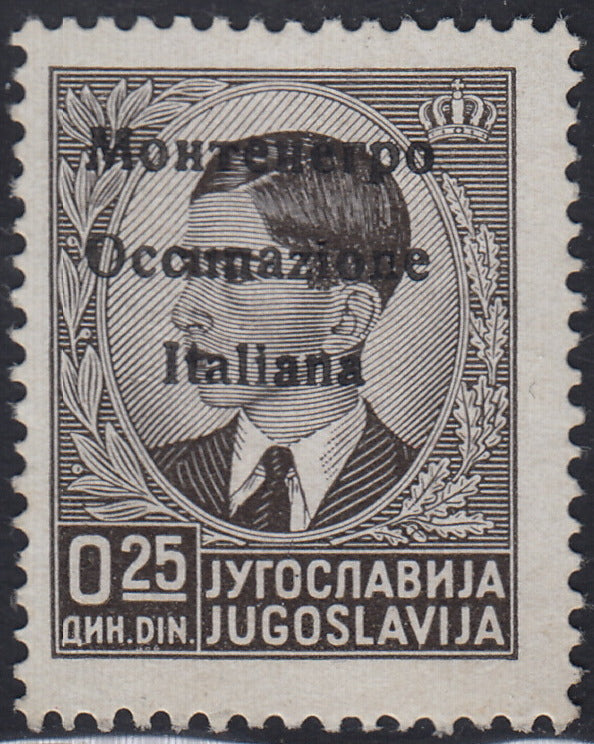 Монтенегро
Occupazione
Italiana
0.25
ДИН.DIN.
ЈУГОСЛАВИЈА
JUGOSLAVIJA